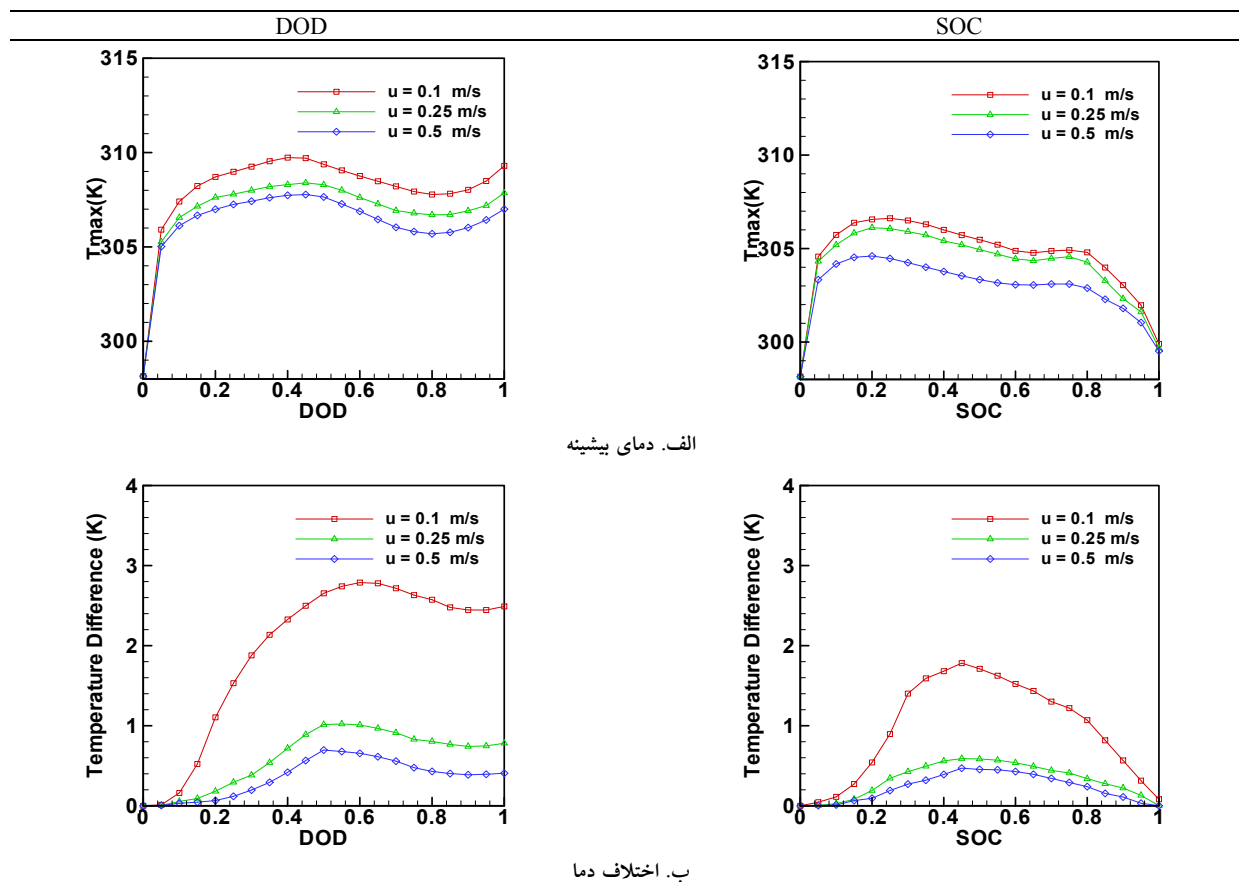 DOD SOC
315
310
305
300
Tmax(K)
u = 0.1 m/s
u = 0.25 m/s
u = 0.5 m/s
0 0.2 0.4 0.6 0.8 1
DOD
315
310
305
300
Tmax(K)
u = 0.1 m/s
u = 0.25 m/s
u = 0.5 m/s
0 0.2 0.4 0.6 0.8 1
SOC
الف. دمای بیشینه
4
3
2
1
0
Temperature Difference (K)
u = 0.1 m/s
u = 0.25 m/s
u = 0.5 m/s
0 0.2 0.4 0.6 0.8 1
DOD
4
3
2
1
0
Temperature Difference (K)
u = 0.1 m/s
u = 0.25 m/s
u = 0.5 m/s
0 0.2 0.4 0.6 0.8 1
SOC
ب. اختلاف دما